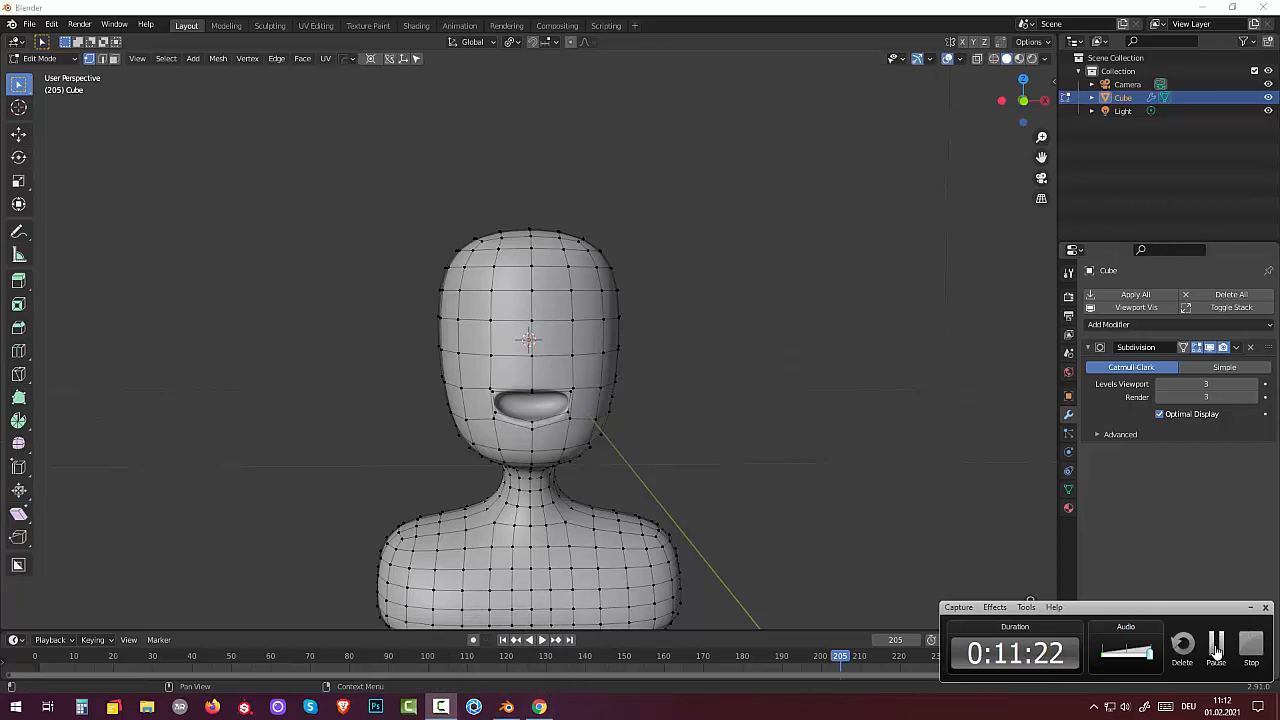 Blender
File Edit Render Window Help Layout Modeling Sculpting UV Editing Texture Paint Shading Animation Rendering Compositing Scripting + Scene View Layer
Global X Y Z Options
Edit Mode View Select Add Mesh Vertex Edge Face UV
User Perspective
(205) Cube
Z
X
Scene Collection
Collection
Camera
Cube
Light
Cube
Apply All Delete All
Viewport Vis Toggle Stack
Add Modifier
Subdivision
Catmull-Clark Simple
Levels Viewport 3
Render 3
Optimal Display
Advanced
Capture Effects Tools Help
Duration Audio
0:11:22
Delete Pause Stop
Playback Keying View Marker 205
0 10 20 30 40 50 60 70 80 90 100 110 120 130 140 150 160 170 180 190 200 205 210 220 23
Pan View Context Menu 2.91.0
DEU 11:12
01.02.2021